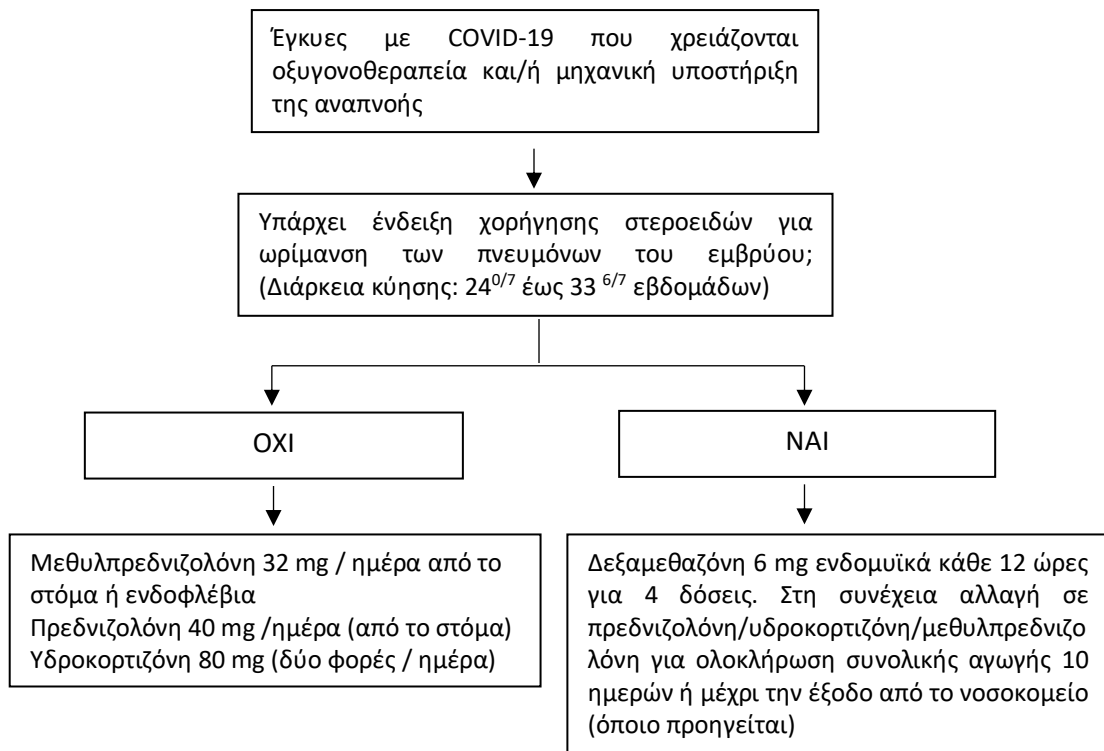 Έγκυες με COVID-19 που χρειάζονται
οξυγονοθεραπεία και/ή μηχανική υποστήριξη
της αναπνοής
Υπάρχει ένδειξη χορήγησης στεροειδών για
ωρίμανση των πνευμόνων του εμβρύου;
(Διάρκεια κύησης: 24⁰/⁷ έως 33 ⁶/⁷ εβδομάδων)
ΟΧΙ
ΝΑΙ
Μεθυλπρεδνιζολόνη 32 mg / ημέρα από το
στόμα ή ενδοφλέβια
Πρεδνιζολόνη 40 mg /ημέρα (από το στόμα)
Υδροκορτιζόνη 80 mg (δύο φορές / ημέρα)
Δεξαμεθαζόνη 6 mg ενδομυϊκά κάθε 12 ώρες
για 4 δόσεις. Στη συνέχεια αλλαγή σε
πρεδνιζολόνη/υδροκορτιζόνη/μεθυλπρεδνιζο
λόνη για ολοκλήρωση συνολικής αγωγής 10
ημερών ή μέχρι την έξοδο από το νοσοκομείο
(όποιο προηγείται)